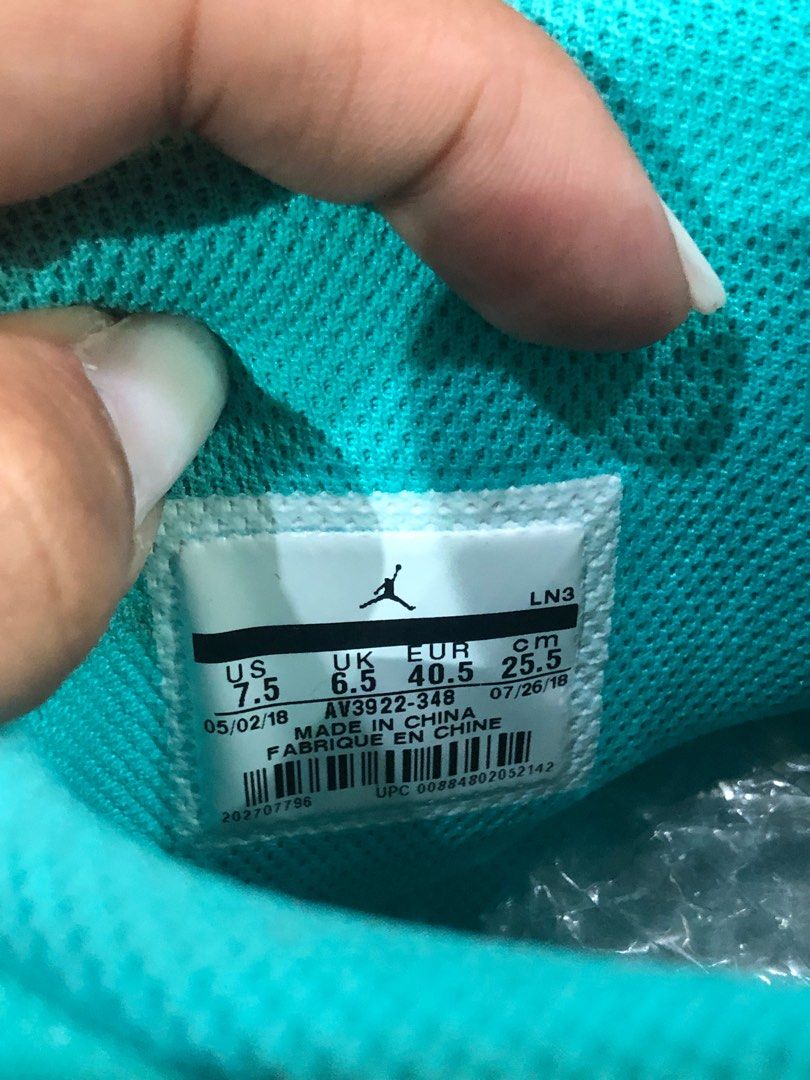 LN3
US UK EUR cm
7.5 6.5 40.5 25.5
05/02/18 AV3922-348 07/26/18
MADE IN CHINA
FABRIQUE EN CHINE
202707796 UPC 00884802052142